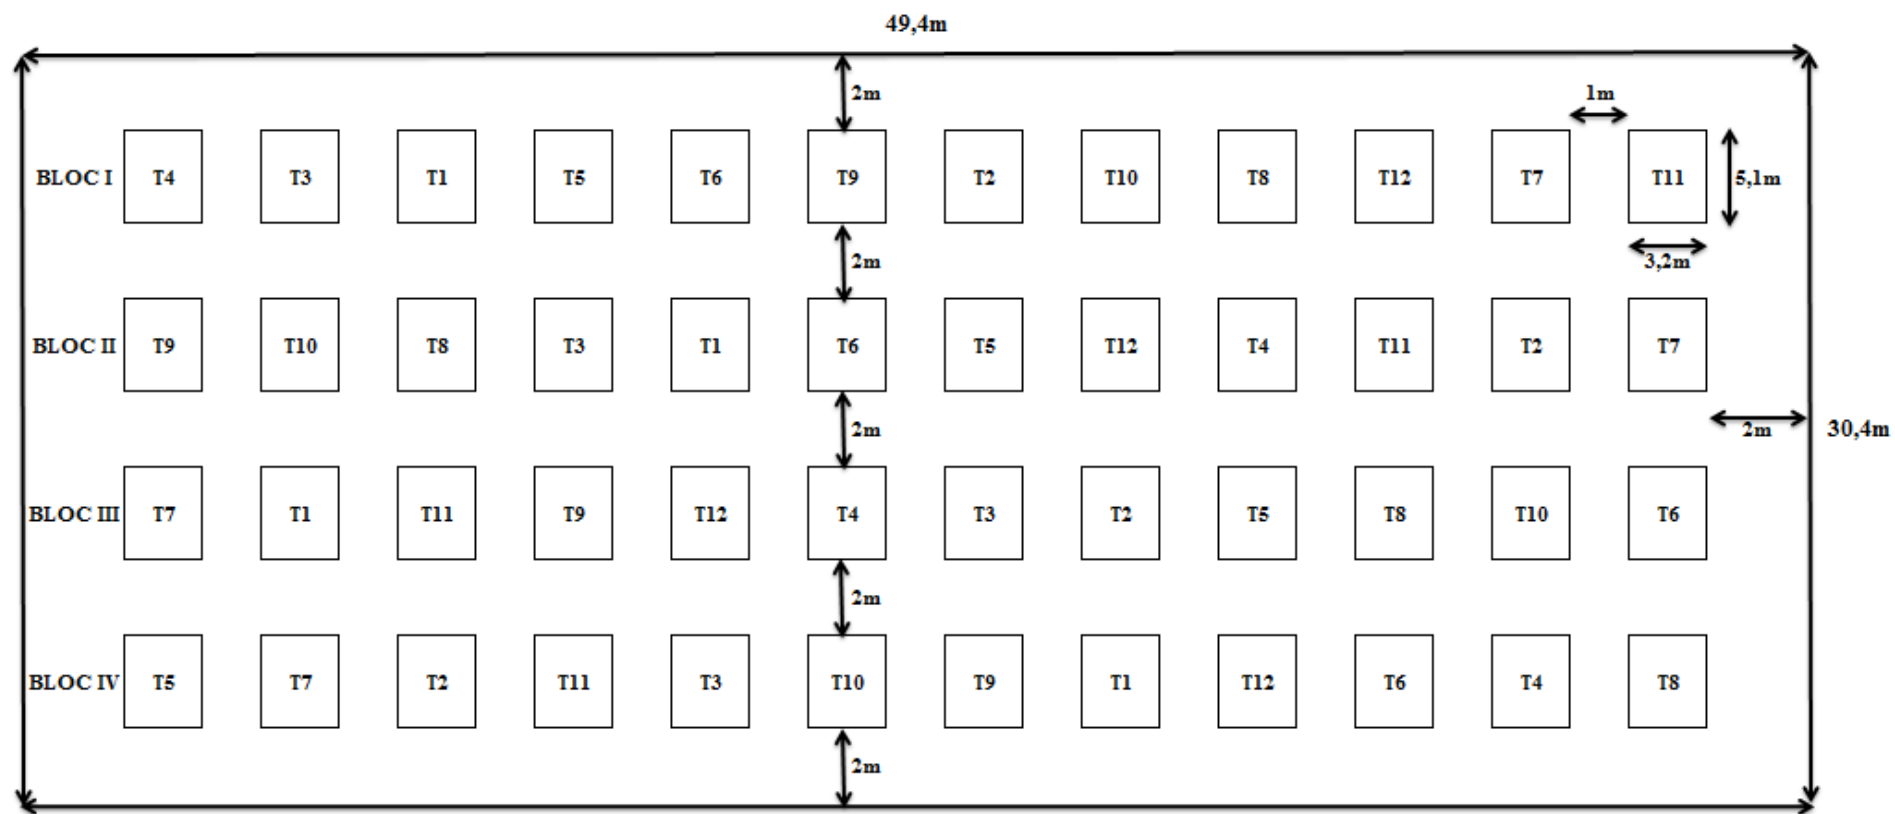 49,4m
2m
1m
BLOC I T4 T3 T1 T5 T6 T9 T2 T10 T8 T12 T7 T11 5,1m
2m 3,2m
BLOC II T9 T10 T8 T3 T1 T6 T5 T12 T4 T11 T2 T7
2m 2m 30,4m
BLOC III T7 T1 T11 T9 T12 T4 T3 T2 T5 T8 T10 T6
2m
BLOC IV T5 T7 T2 T11 T3 T10 T9 T1 T12 T6 T4 T8
2m